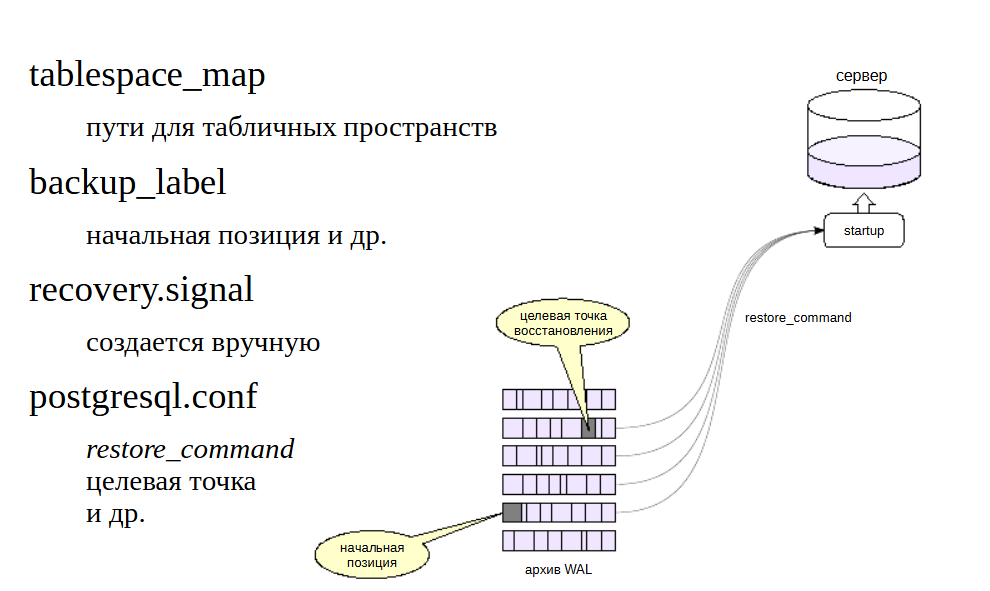 tablespace_map
пути для табличных пространств
backup_label
начальная позиция и др.
recovery.signal
создается вручную
postgresql.conf
restore_command
целевая точка
и др.
сервер
startup
restore_command
целевая точка
восстановления
начальная
позиция
архив WAL